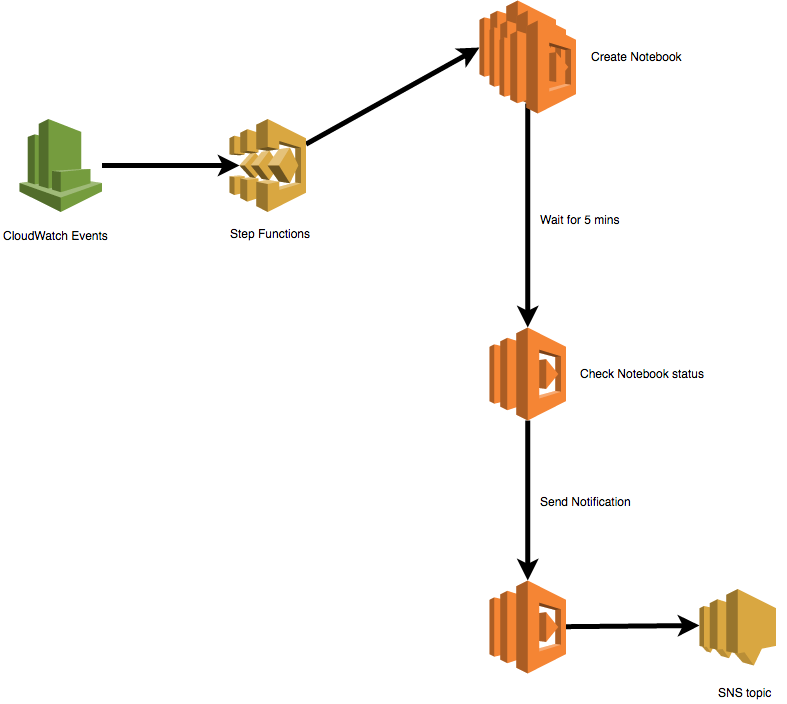 Create Notebook
CloudWatch Events
Step Functions
Wait for 5 mins
Check Notebook status
Send Notification
SNS topic